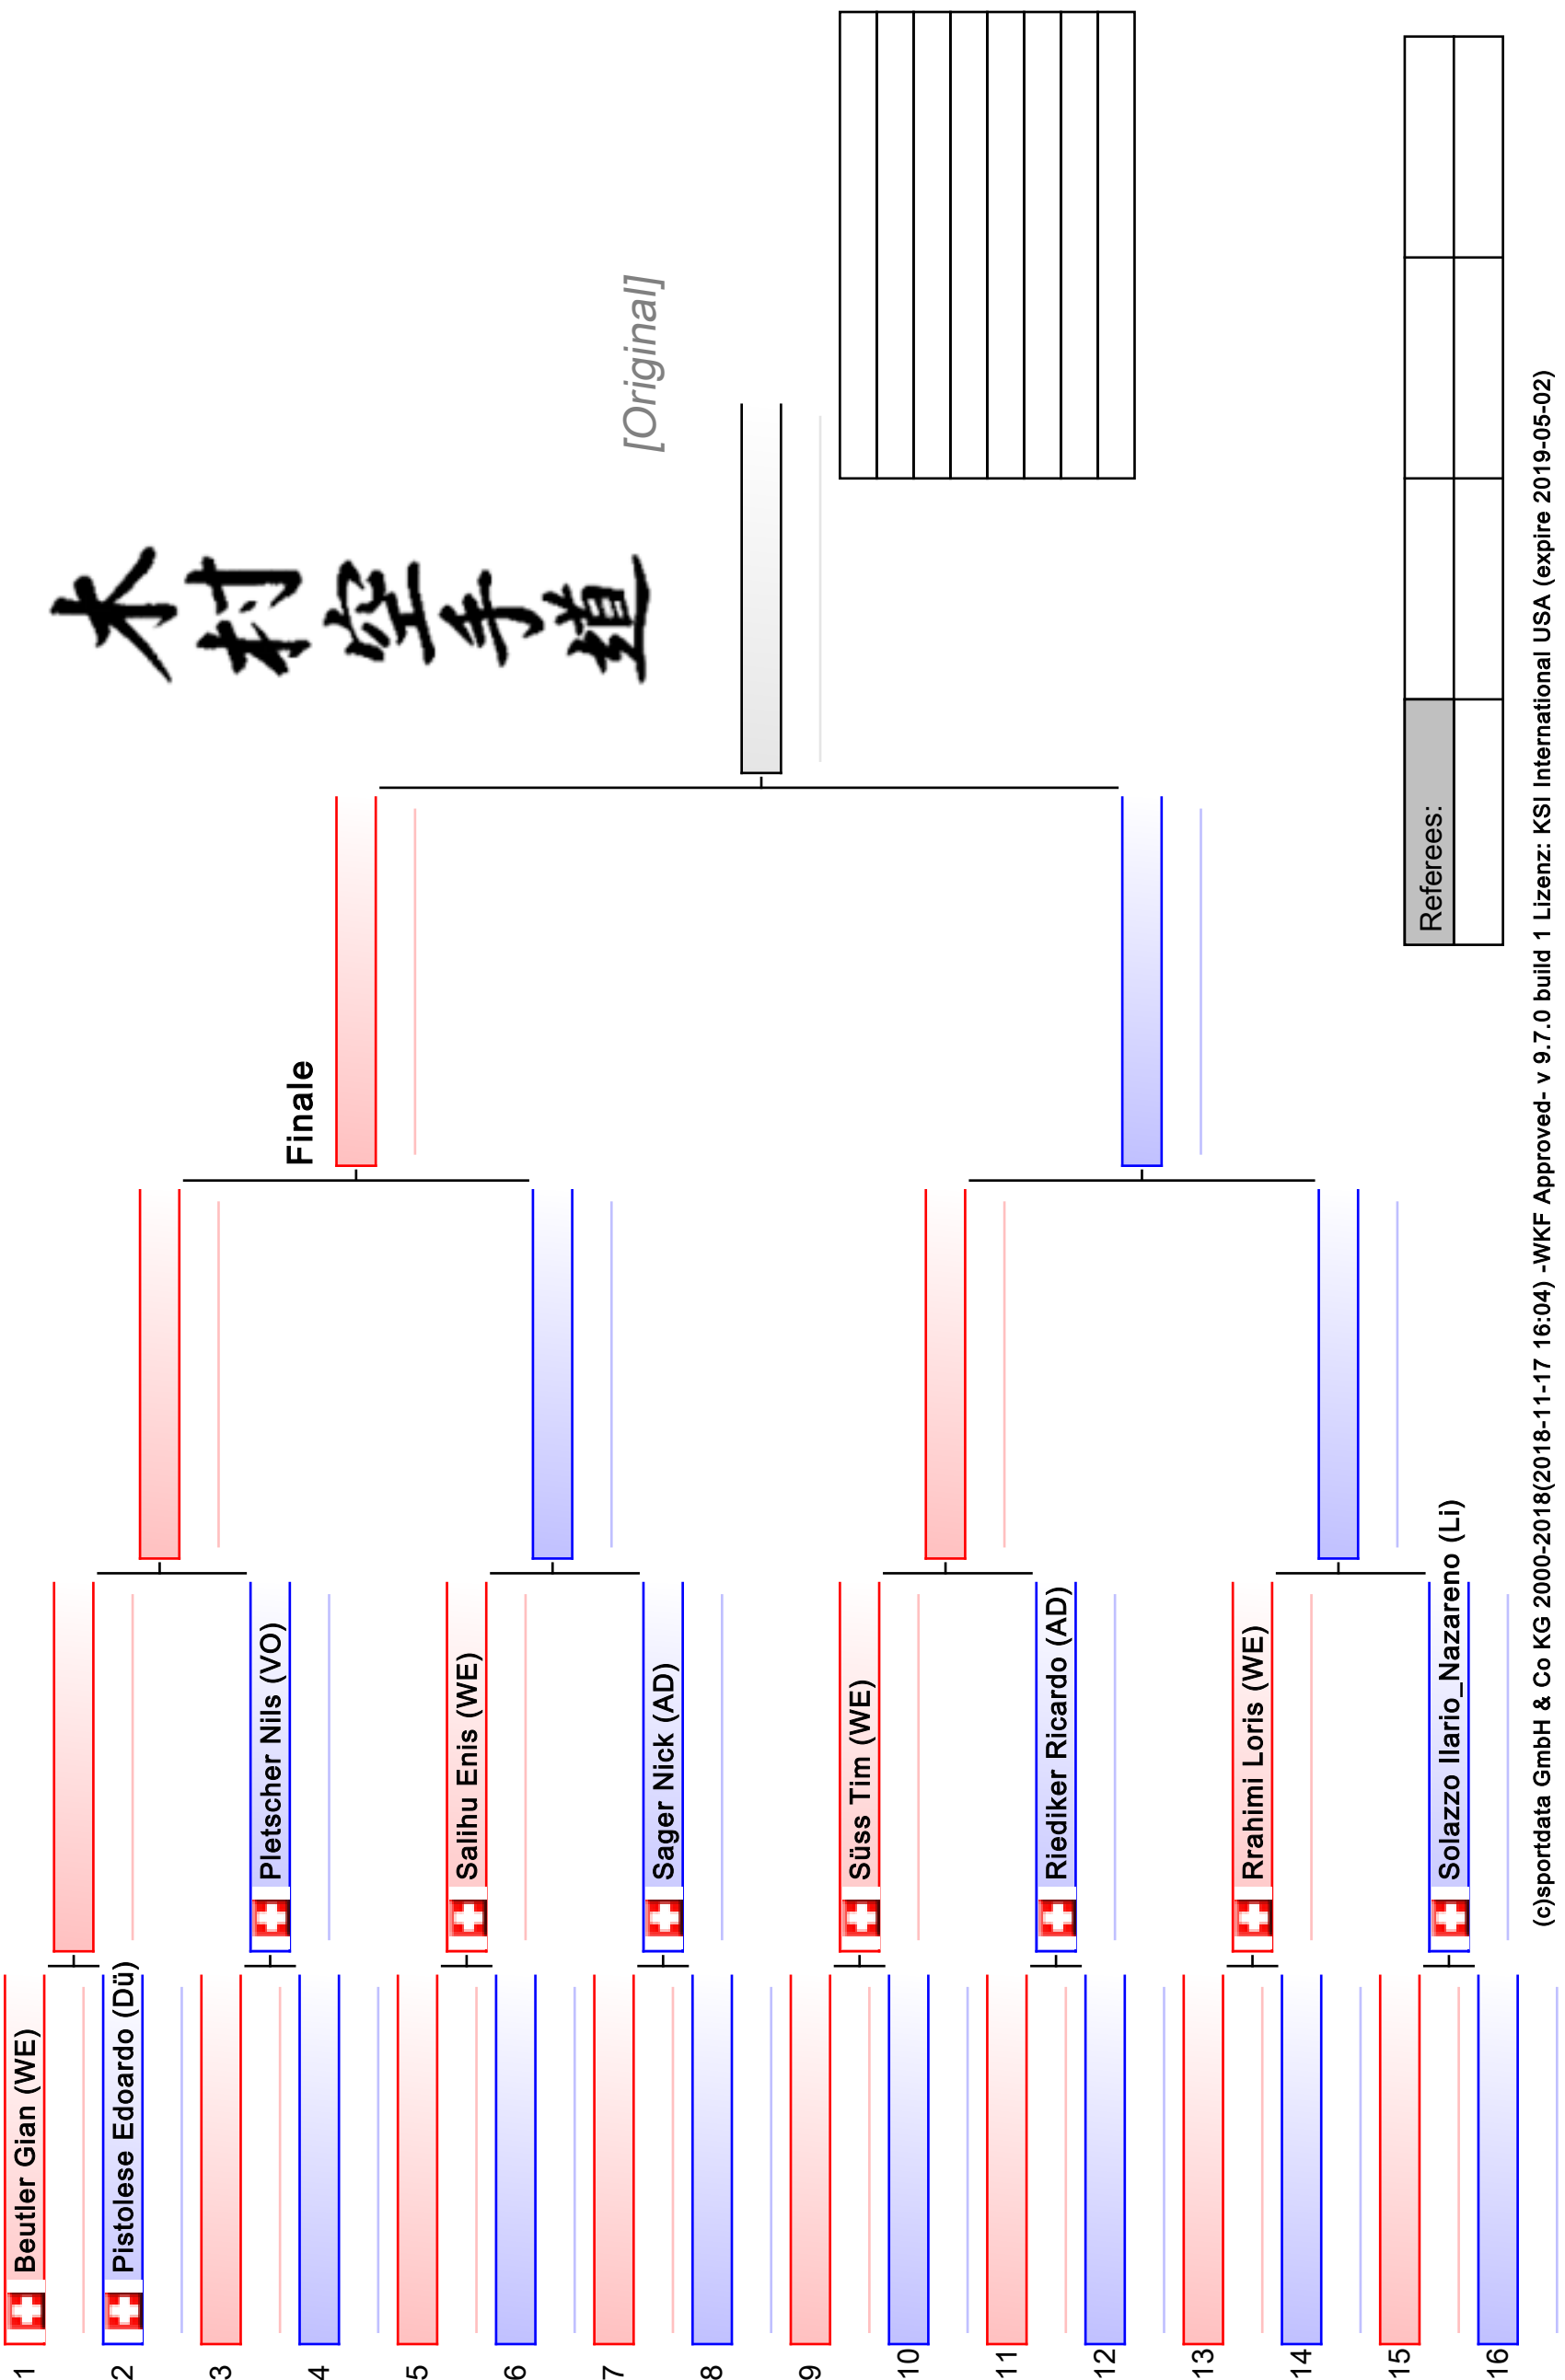 木村空手道
[Original]
Finale
1
Beutler Gian (WE)
2
Pistolese Edoardo (Dü)
3
4
Pletscher Nils (VO)
5
Salihu Enis (WE)
6
7
Sager Nick (AD)
8
9
Süss Tim (WE)
10
11
Riediker Ricardo (AD)
12
13
Rrahimi Loris (WE)
14
15
Solazzo Ilario_Nazareno (Li)
16
Referees:
(c)sportdata GmbH & Co KG 2000-2018(2018-11-17 16:04) -WKF Approved- v 9.7.0 build 1 Lizenz: KSI International USA (expire 2019-05-02)